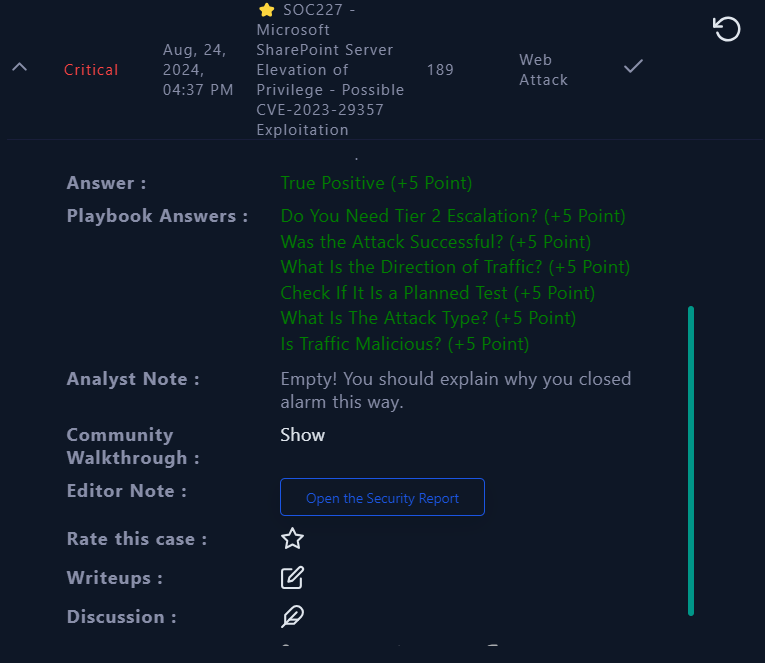 SOC227 -
Microsoft
SharePoint Server
Elevation of
Privilege - Possible
CVE-2023-29357
Exploitation
Critical
Aug, 24,
2024,
04:37 PM
189
Web
Attack
Answer :
True Positive (+5 Point)
Playbook Answers :
Do You Need Tier 2 Escalation? (+5 Point)
Was the Attack Successful? (+5 Point)
What Is the Direction of Traffic? (+5 Point)
Check If It Is a Planned Test (+5 Point)
What Is The Attack Type? (+5 Point)
Is Traffic Malicious? (+5 Point)
Analyst Note :
Empty! You should explain why you closed
alarm this way.
Community
Walkthrough :
Show
Editor Note :
Open the Security Report
Rate this case :
Writeups :
Discussion :